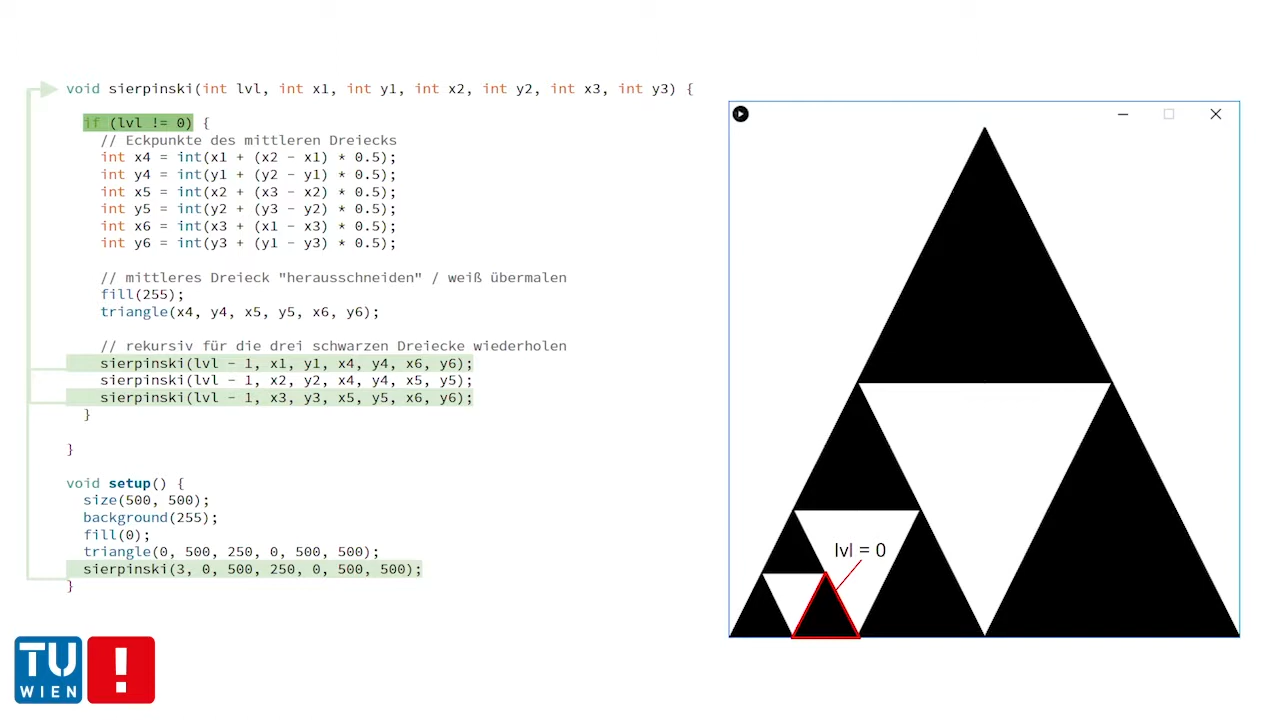 void sierpinski(int lvl, int x1, int y1, int x2, int y2, int x3, int y3) {
if (lvl != 0) {
// Eckpunkte des mittleren Dreiecks
int x4 = int(x1 + (x2 - x1) * 0.5);
int y4 = int(y1 + (y2 - y1) * 0.5);
int x5 = int(x2 + (x3 - x2) * 0.5);
int y5 = int(y2 + (y3 - y2) * 0.5);
int x6 = int(x3 + (x1 - x3) * 0.5);
int y6 = int(y3 + (y1 - y3) * 0.5);
// mittleres Dreieck "herausschneiden" / weiß übermalen
fill(255);
triangle(x4, y4, x5, y5, x6, y6);
// rekursiv für die drei schwarzen Dreiecke wiederholen
sierpinski(lvl - 1, x1, y1, x4, y4, x6, y6);
sierpinski(lvl - 1, x2, y2, x4, y4, x5, y5);
sierpinski(lvl - 1, x3, y3, x5, y5, x6, y6);
}
}
void setup() {
size(500, 500);
background(255);
fill(0);
triangle(0, 500, 250, 0, 500, 500);
sierpinski(3, 0, 500, 250, 0, 500, 500);
}
lvl = 0
TU
WIEN
!